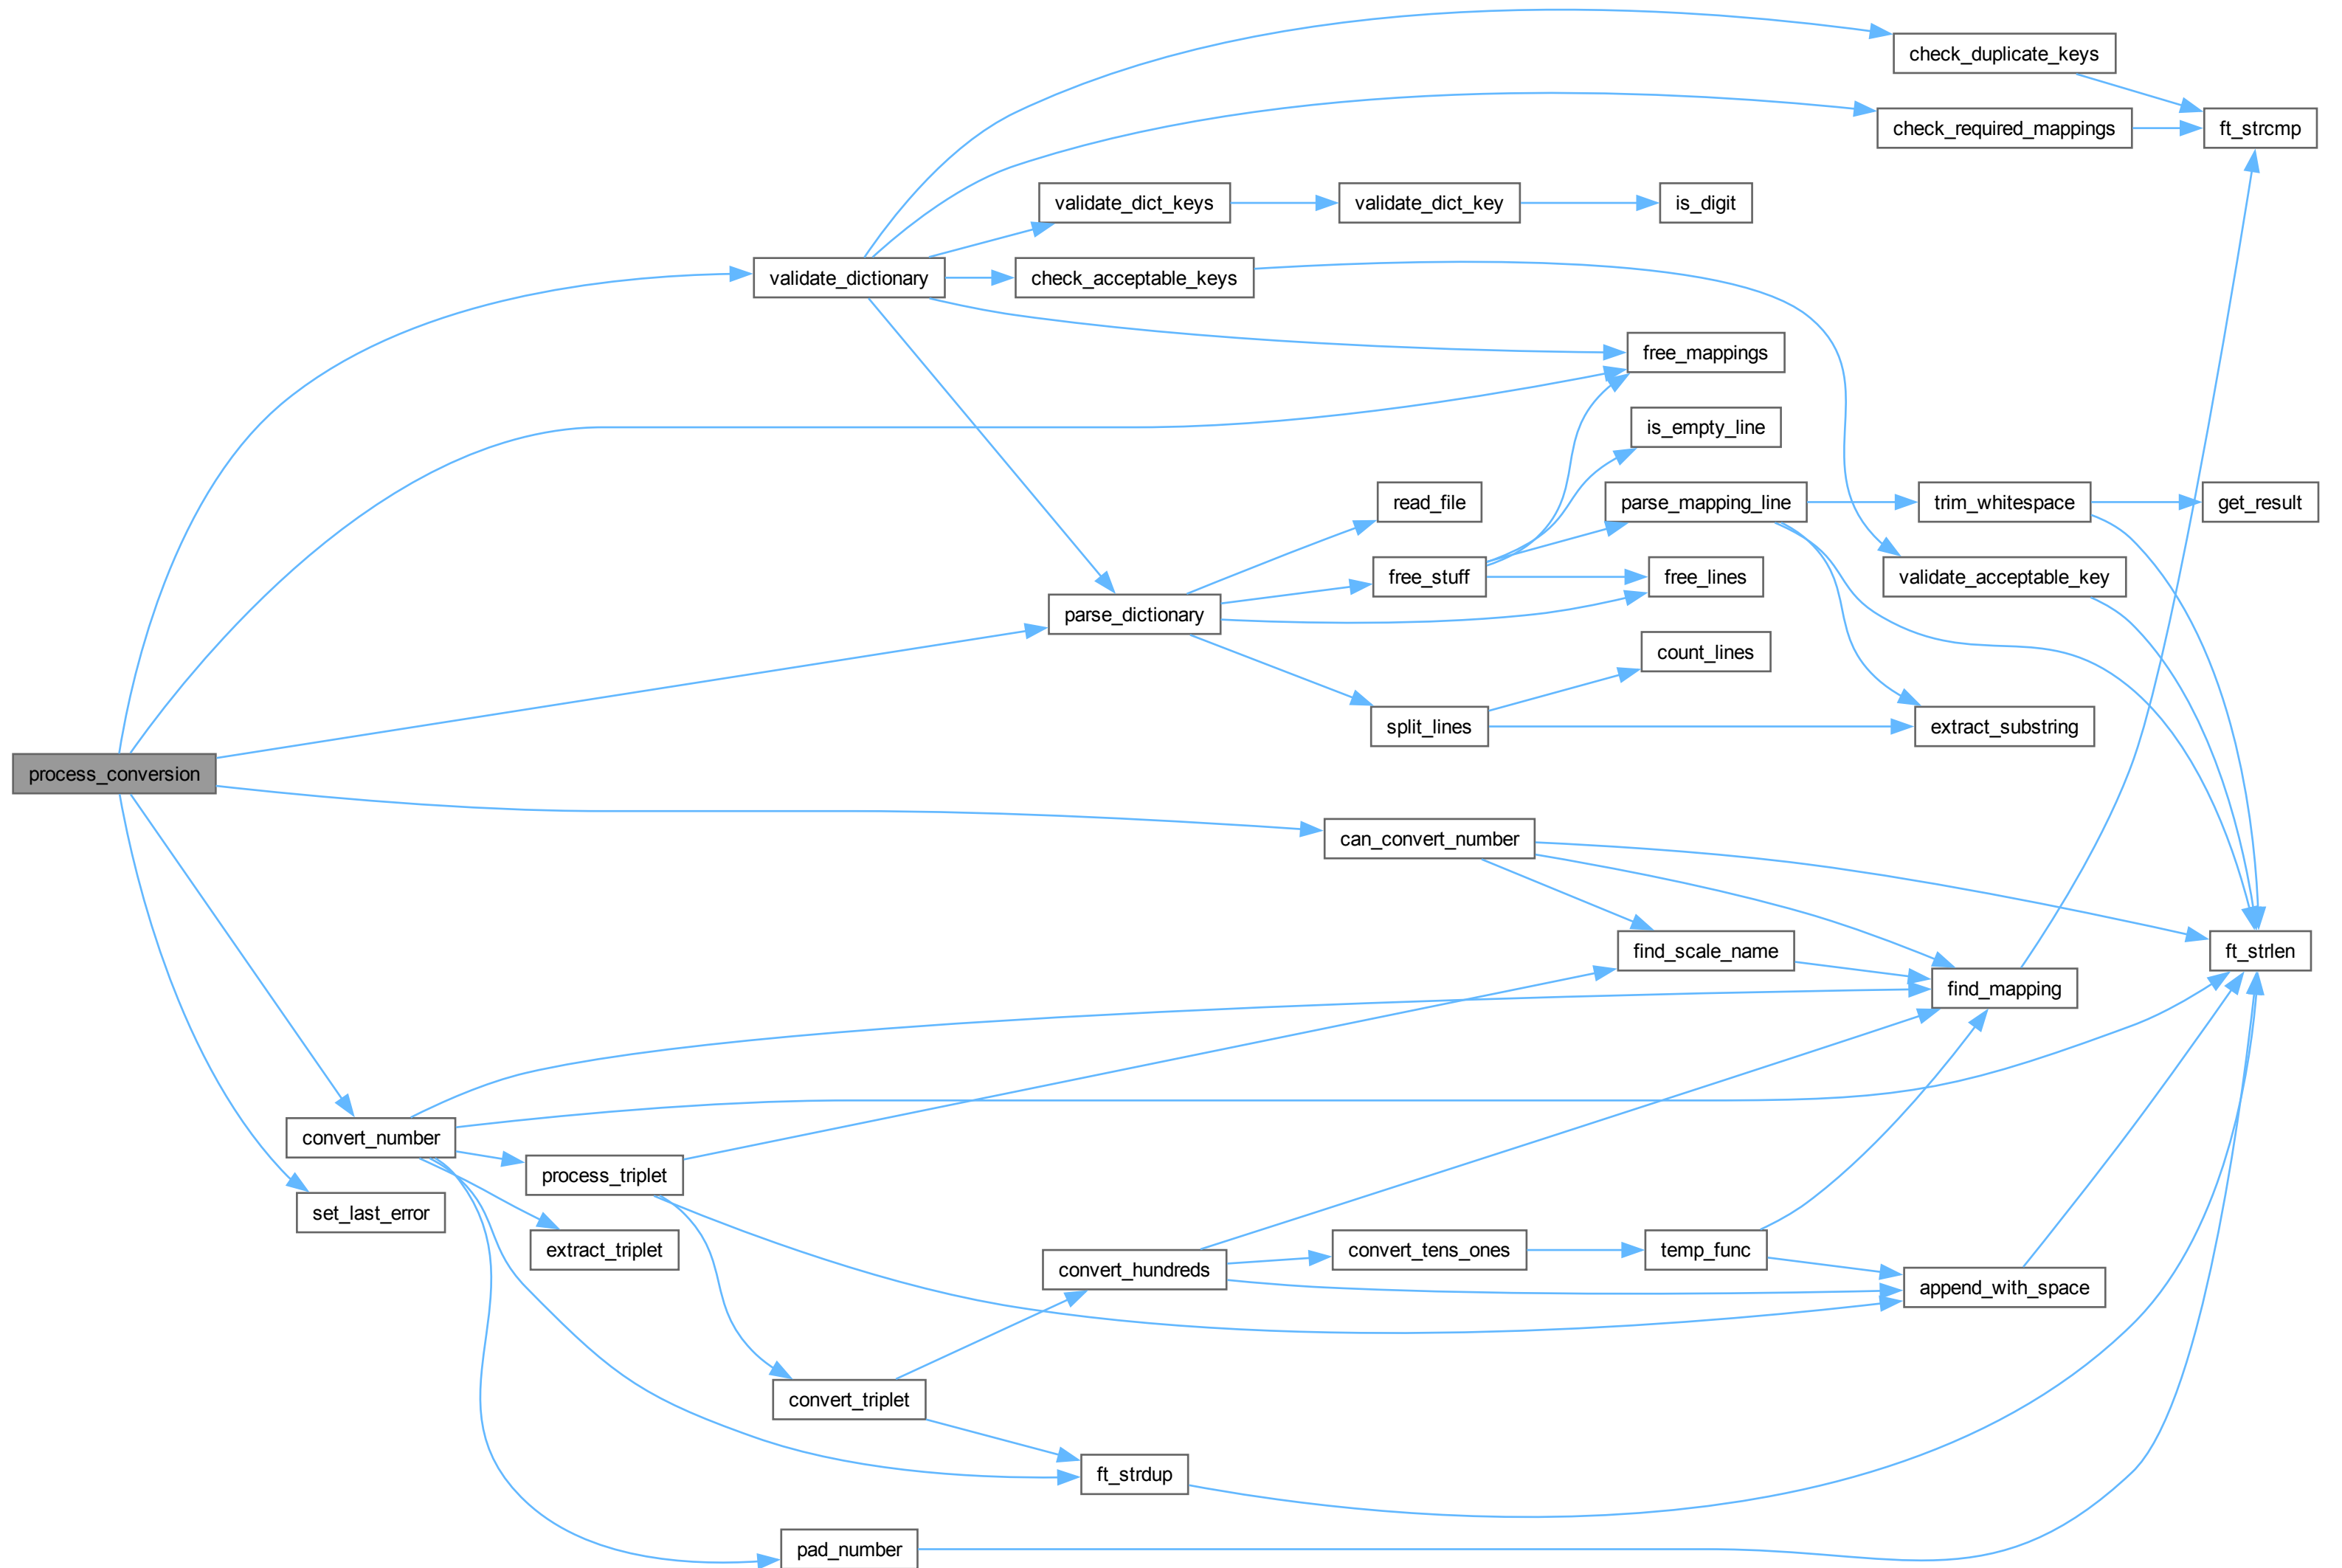 check_duplicate_keys
check_required_mappings
ft_strcmp
validate_dict_keys
validate_dict_key
is_digit
validate_dictionary
check_acceptable_keys
free_mappings
is_empty_line
read_file
parse_mapping_line
trim_whitespace
get_result
free_stuff
free_lines
validate_acceptable_key
parse_dictionary
count_lines
split_lines
extract_substring
process_conversion
can_convert_number
find_scale_name
ft_strlen
find_mapping
convert_number
process_triplet
set_last_error
extract_triplet
convert_hundreds
convert_tens_ones
temp_func
append_with_space
convert_triplet
ft_strdup
pad_number